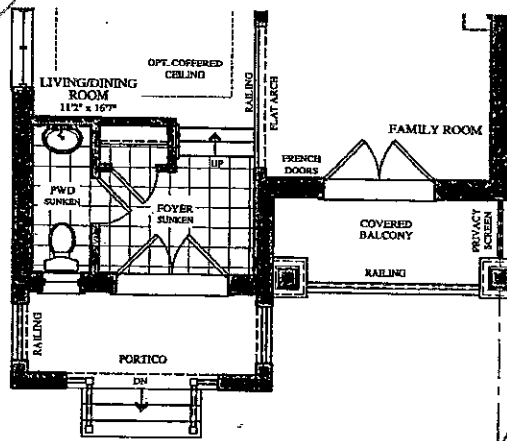 OPT. COFFERED
CEILING
LIVING/DINING
ROOM
11'2" x 16'7"
RAILING
FLAT ARCH
FAMILY ROOM
UP
FRENCH
DOORS
PWD
SUNKEN
FOYER
SUNKEN
COVERED
BALCONY
PRIVACY
SCREEN
RAILING
RAILING
PORTICO
DN